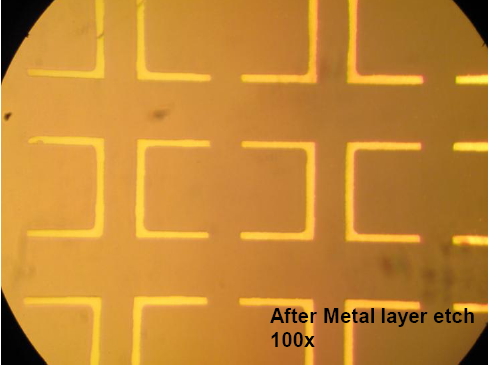 After Metal layer etch
100x